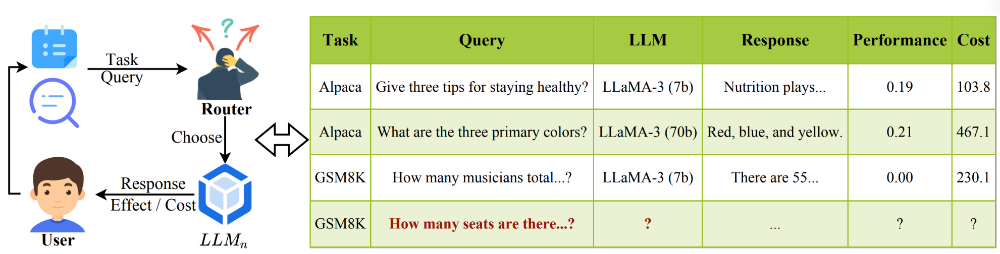 Task
Query
Router
Choose
Response
Effect / Cost
User
LLMₙ
?
Task Query LLM Response Performance Cost
Alpaca Give three tips for staying healthy? LLaMA-3 (7b) Nutrition plays... 0.19 103.8
Alpaca What are the three primary colors? LLaMA-3 (70b) Red, blue, and yellow. 0.21 467.1
GSM8K How many musicians total...? LLaMA-3 (7b) There are 55... 0.00 230.1
GSM8K How many seats are there...? ? ... ? ?